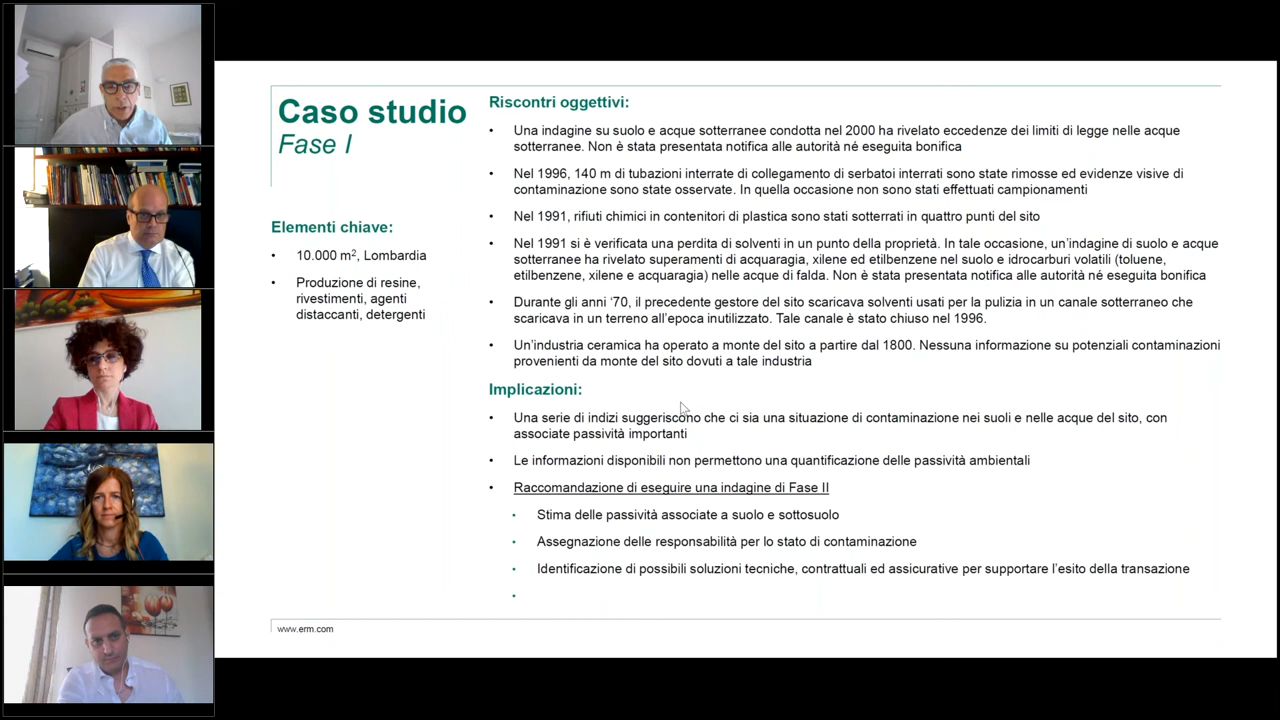 Caso studio
Fase I
Elementi chiave:
• 10.000 m², Lombardia
• Produzione di resine,
rivestimenti, agenti
distaccanti, detergenti
Riscontri oggettivi:
• Una indagine su suolo e acque sotterranee condotta nel 2000 ha rivelato eccedenze dei limiti di legge nelle acque
sotterranee. Non è stata presentata notifica alle autorità né eseguita bonifica
• Nel 1996, 140 m di tubazioni interrate di collegamento di serbatoi interrati sono state rimosse ed evidenze visive di
contaminazione sono state osservate. In quella occasione non sono stati effettuati campionamenti
• Nel 1991, rifiuti chimici in contenitori di plastica sono stati sotterrati in quattro punti del sito
• Nel 1991 si è verificata una perdita di solventi in un punto della proprietà. In tale occasione, un'indagine di suolo e acque
sotterranee ha rivelato superamenti di acquaragia, xilene ed etilbenzene nel suolo e idrocarburi volatili (toluene,
etilbenzene, xilene e acquaragia) nelle acque di falda. Non è stata presentata notifica alle autorità né eseguita bonifica
• Durante gli anni '70, il precedente gestore del sito scaricava solventi usati per la pulizia in un canale sotterraneo che
scaricava in un terreno all'epoca inutilizzato. Tale canale è stato chiuso nel 1996.
• Un'industria ceramica ha operato a monte del sito a partire dal 1800. Nessuna informazione su potenziali contaminazioni
provenienti da monte del sito dovuti a tale industria
Implicazioni:
• Una serie di indizi suggeriscono che ci sia una situazione di contaminazione nei suoli e nelle acque del sito, con
associate passività importanti
• Le informazioni disponibili non permettono una quantificazione delle passività ambientali
• Raccomandazione di eseguire una indagine di Fase II
• Stima delle passività associate a suolo e sottosuolo
• Assegnazione delle responsabilità per lo stato di contaminazione
• Identificazione di possibili soluzioni tecniche, contrattuali ed assicurative per supportare l'esito della transazione
•
www.erm.com